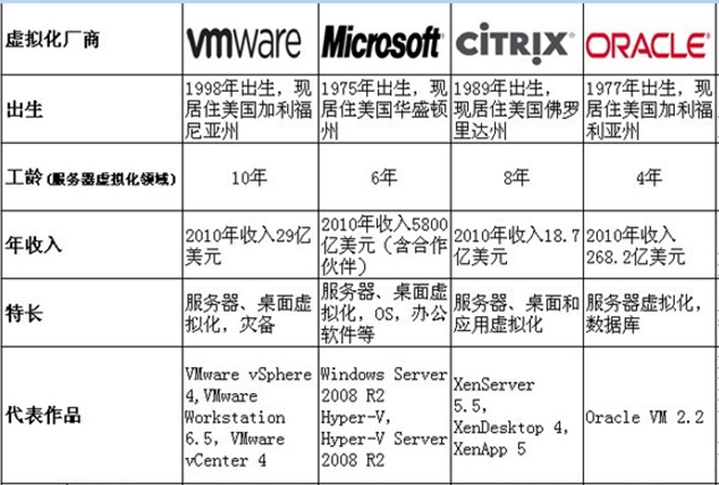 虚拟化厂商
vmware
Microsoft
CITRIX
ORACLE
出生
1998年出生，现
居住美国加利福
尼亚州
1975年出生，现
居住美国华盛顿
州
1989年出生，
现居住美国佛罗
里达州
1977年出生，现
居住美国加利福
利亚州
工龄(服务器虚拟化领域)
10年
6年
8年
4年
年收入
2010年收入29亿
美元
2010年收入5800
亿美元（含合作
伙伴）
2010年收入18.7
亿美元
2010年收入
268.2亿美元
特长
服务器、桌面虚
拟化，灾备
服务器、桌面虚
拟化，OS，办公
软件等
服务器、桌面和
应用虚拟化
服务器虚拟化，
数据库
代表作品
VMware vSphere
4,VMware
Workstation
6.5，VMware
vCenter 4
Windows Server
2008 R2
Hyper-V，
Hyper-V Server
2008 R2
XenServer
5.5，
XenDesktop 4，
XenApp 5
Oracle VM 2.2